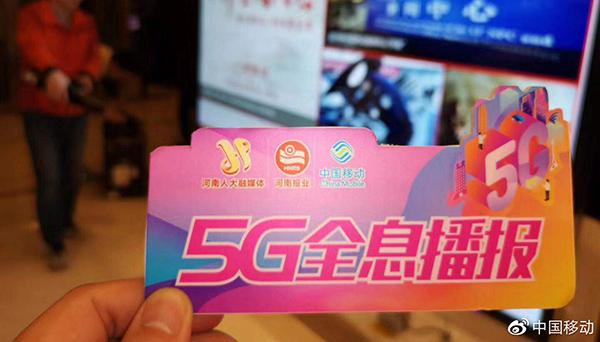 河南人大融媒体 河南报业 中国移动
HNRB China Mobile
5G
5G全息播报
中国移动